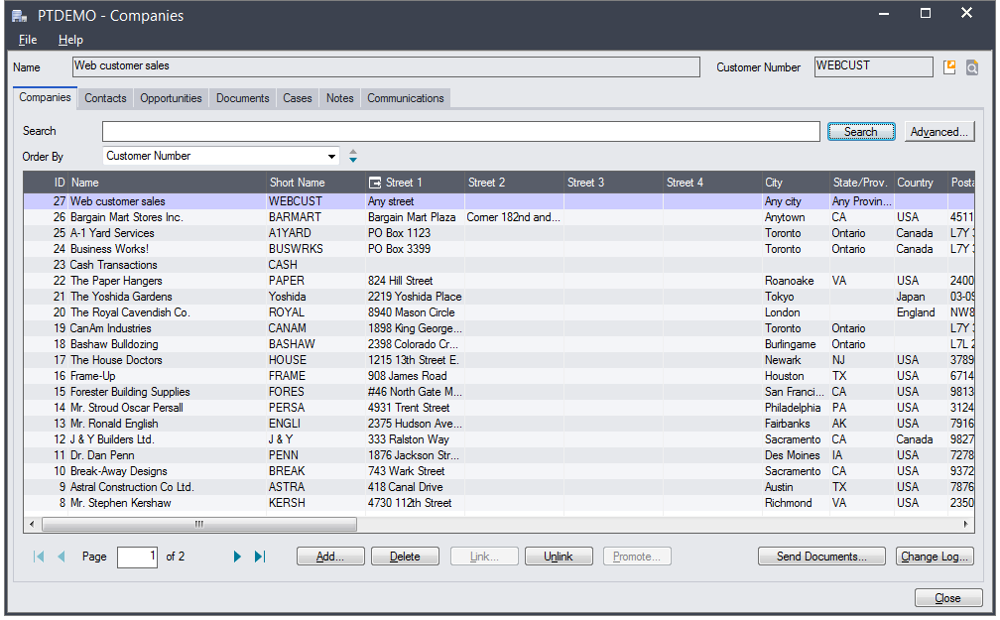 PTDEMO - Companies
File Help
Name Web customer sales Customer Number WEBCUST
Companies Contacts Opportunities Documents Cases Notes Communications
Search Search Advanced...
Order By Customer Number
ID Name Short Name Street 1 Street 2 Street 3 Street 4 City State/Prov. Country Posta
27 Web customer sales WEBCUST Any street Any city Any Provin...
26 Bargain Mart Stores Inc. BARMART Bargain Mart Plaza Corner 182nd and... Anytown CA USA 4511
25 A-1 Yard Services A1YARD PO Box 1123 Toronto Ontario Canada L7Y
24 Business Works! BUSWRKS PO Box 3399 Toronto Ontario Canada L7Y
23 Cash Transactions CASH
22 The Paper Hangers PAPER 824 Hill Street Roanoake VA USA 2400
21 The Yoshida Gardens Yoshida 2219 Yoshida Place Tokyo Japan 03-09
20 The Royal Cavendish Co. ROYAL 8940 Mason Circle London England NW8
19 CanAm Industries CANAM 1898 King George... Toronto Ontario L7Y
18 Bashaw Bulldozing BASHAW 2398 Colorado Cr... Burlingame Ontario L7L 2
17 The House Doctors HOUSE 1215 13th Street E. Newark NJ USA 3789
16 Frame-Up FRAME 908 James Road Houston TX USA 6714
15 Forester Building Supplies FORES #46 North Gate M... San Franci... CA USA 9813
14 Mr. Stroud Oscar Persall PERSA 4931 Trent Street Philadelphia PA USA 3124
13 Mr. Ronald English ENGLI 2375 Hudson Ave... Fairbanks AK USA 7916
12 J & Y Builders Ltd. J & Y 333 Ralston Way Sacramento CA Canada 9827
11 Dr. Dan Penn PENN 1876 Jackson Str... Des Moines IA USA 7278
10 Break-Away Designs BREAK 743 Wark Street Sacramento CA USA 9372
9 Astral Construction Co Ltd. ASTRA 418 Canal Drive Austin TX USA 7876
8 Mr. Stephen Kershaw KERSH 4730 112th Street Richmond VA USA 2350
Page 1 of 2 Add... Delete Link... Unlink Promote... Send Documents... Change Log...
Close